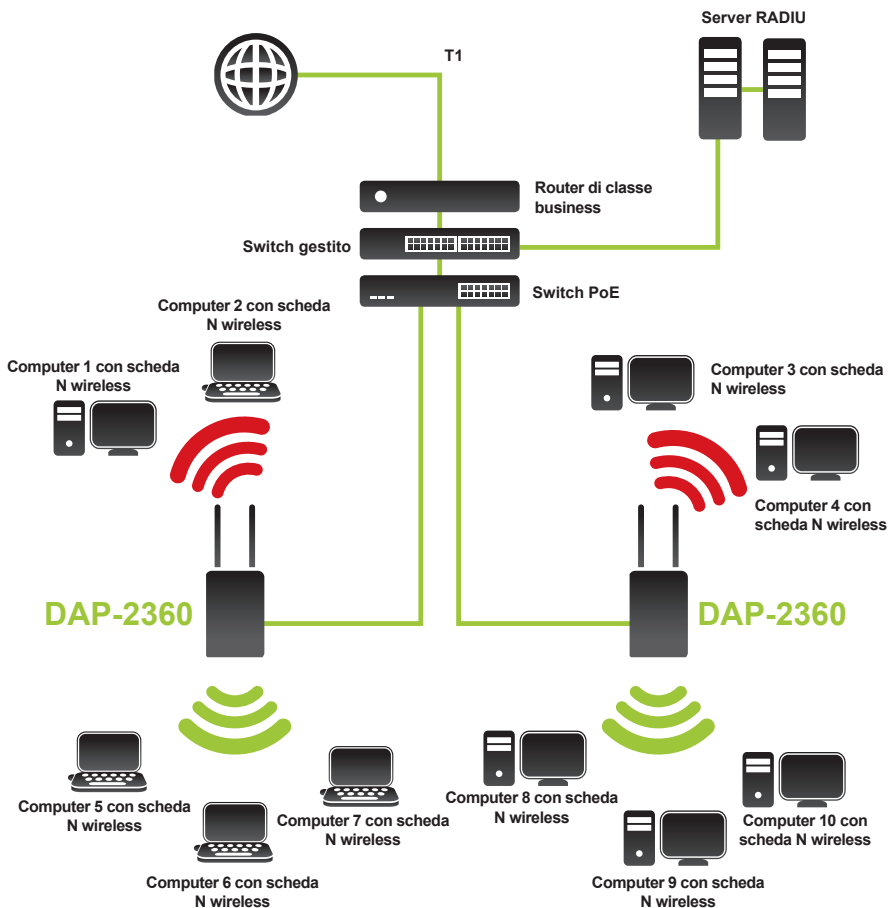 Server RADIU
T1
Router di classe
business
Switch gestito
Switch PoE
Computer 2 con scheda
N wireless
Computer 1 con scheda
N wireless
Computer 3 con scheda
N wireless
Computer 4 con
scheda N wireless
DAP-2360
DAP-2360
Computer 5 con scheda
N wireless
Computer 7 con scheda
N wireless
Computer 6 con scheda
N wireless
Computer 8 con scheda
N wireless
Computer 10 con
scheda N wireless
Computer 9 con scheda
N wireless